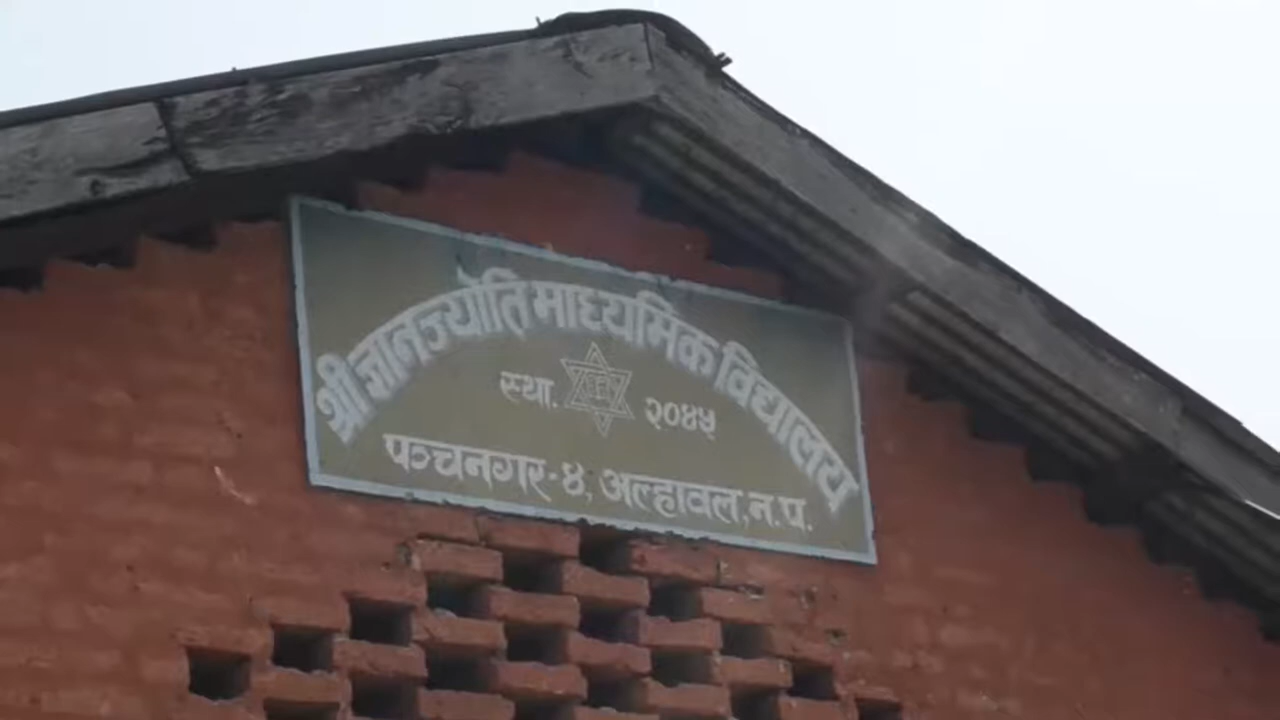 श्री ज्ञानज्योति माध्यमिक विद्यालय
स्था. २०४५
पञ्चनगर-४, अल्हावल, न.प.